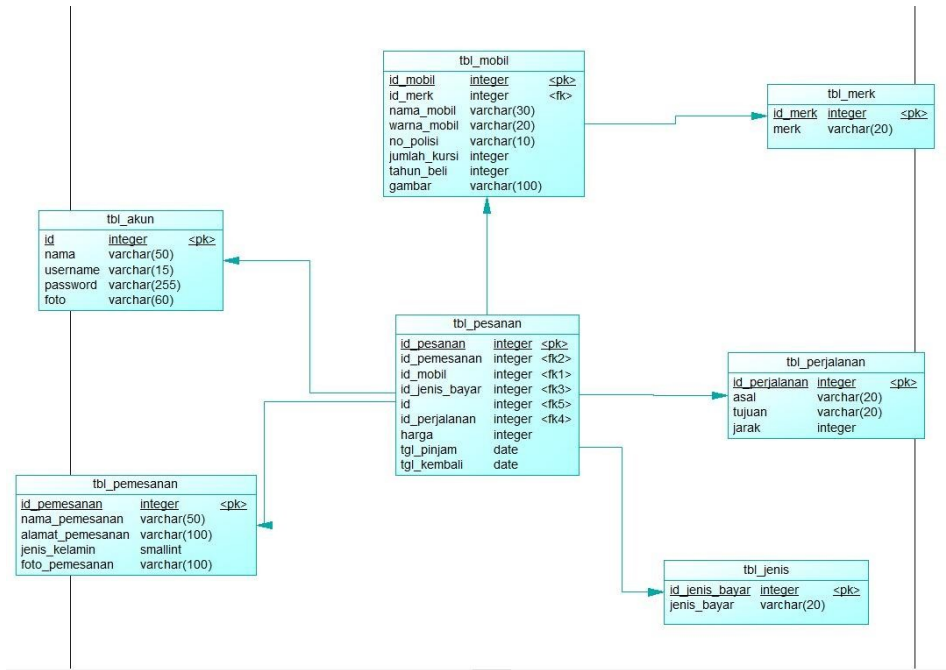 tbl_mobil
id_mobil integer <pk>
id_merk integer <fk>
nama_mobil varchar(30)
warna_mobil varchar(20)
no_polisi varchar(10)
jumlah_kursi integer
tahun_beli integer
gambar varchar(100)
tbl_merk
id_merk integer <pk>
merk varchar(20)
tbl_akun
id integer <pk>
nama varchar(50)
username varchar(15)
password varchar(255)
foto varchar(60)
tbl_pesanan
id_pesanan integer <pk>
id_pemesanan integer <fk2>
id_mobil integer <fk1>
id_jenis_bayar integer <fk3>
id integer <fk5>
id_perjalanan integer <fk4>
harga integer
tgl_pinjam date
tgl_kembali date
tbl_perjalanan
id_perjalanan integer <pk>
asal varchar(20)
tujuan varchar(20)
jarak integer
tbl_pemesanan
id_pemesanan integer <pk>
nama_pemesanan varchar(50)
alamat_pemesanan varchar(100)
jenis_kelamin smallint
foto_pemesanan varchar(100)
tbl_jenis
id_jenis_bayar integer <pk>
jenis_bayar varchar(20)